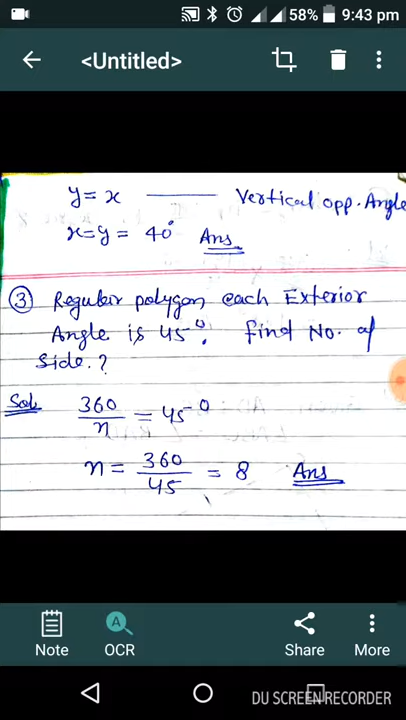 58% 9:43 pm
<Untitled>
y = x ——— Vertical opp. Angle
x = y = 40° Ans
③ Regular polygon, each Exterior
Angle is 45°. find No. of
side.?
Sol. 360/n = 45°
n = 360/45 = 8 Ans
Note OCR Share More
DU SCREEN RECORDER